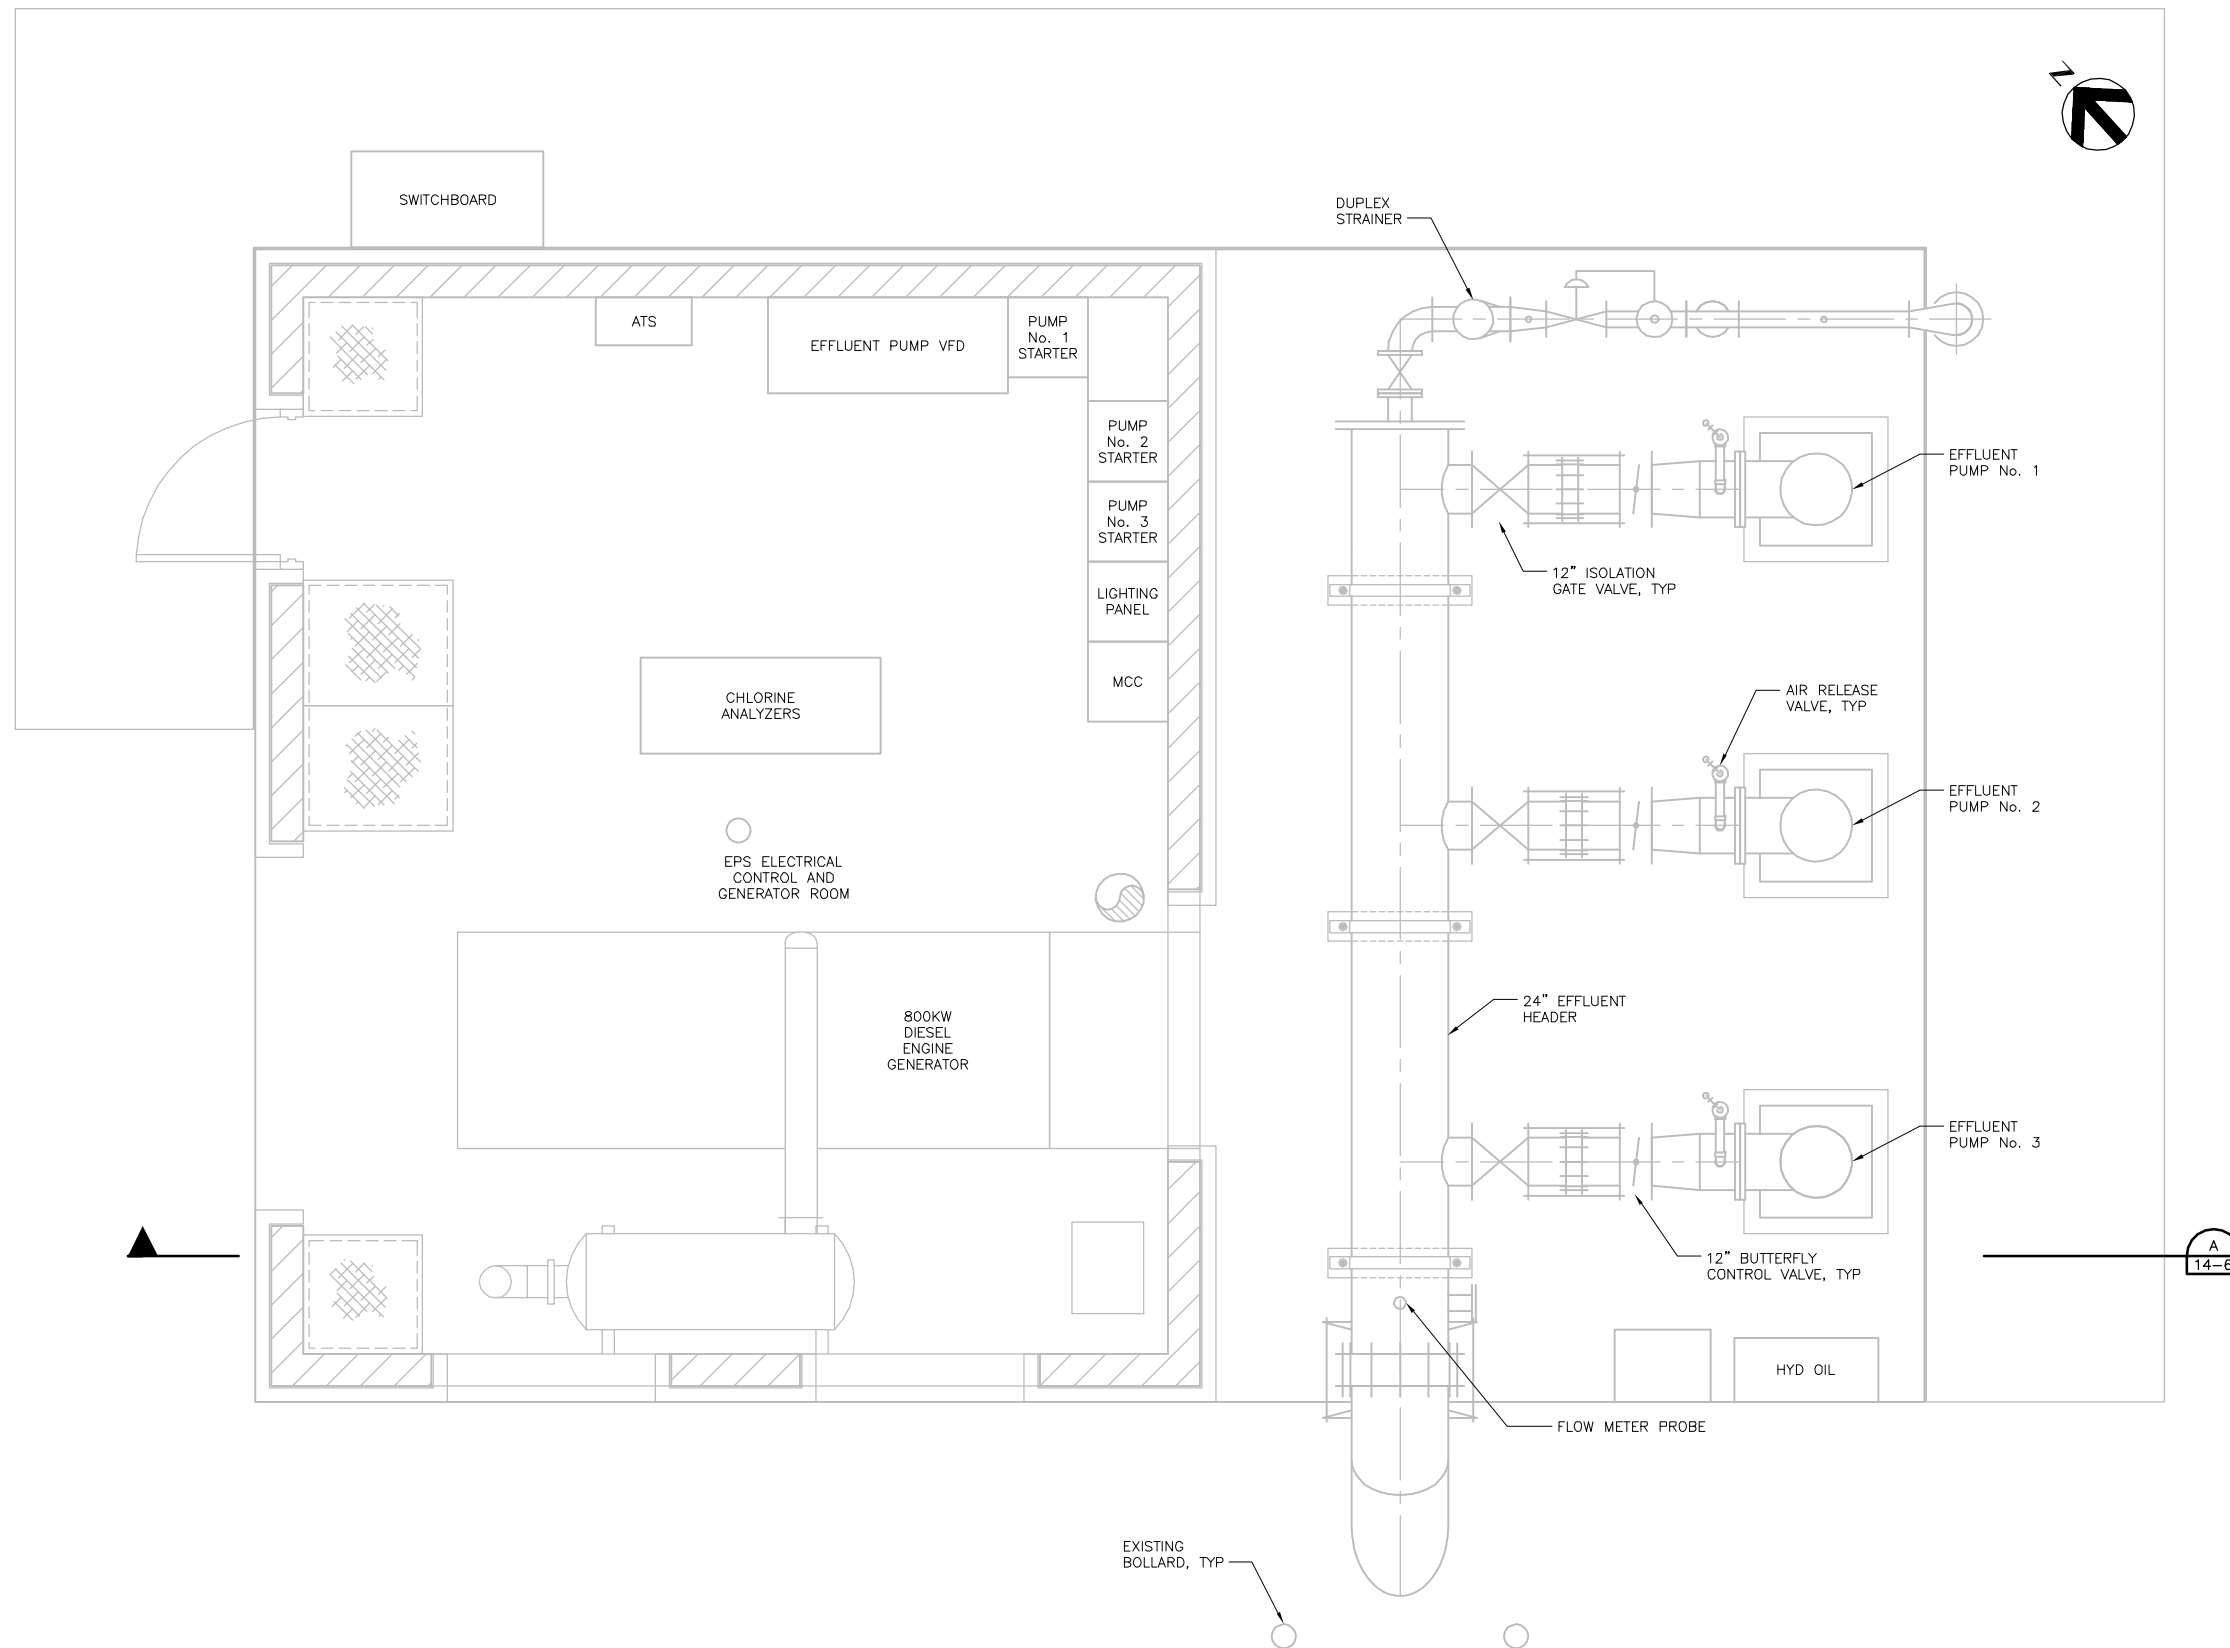 N
SWITCHBOARD
DUPLEX
STRAINER
ATS
EFFLUENT PUMP VFD
PUMP
No. 1
STARTER
PUMP
No. 2
STARTER
EFFLUENT
PUMP No. 1
PUMP
No. 3
STARTER
12" ISOLATION
GATE VALVE, TYP
LIGHTING
PANEL
MCC
CHLORINE
ANALYZERS
AIR RELEASE
VALVE, TYP
EFFLUENT
PUMP No. 2
EPS ELECTRICAL
CONTROL AND
GENERATOR ROOM
24" EFFLUENT
HEADER
800KW
DIESEL
ENGINE
GENERATOR
EFFLUENT
PUMP No. 3
12" BUTTERFLY
CONTROL VALVE, TYP
A
14-6
HYD OIL
FLOW METER PROBE
EXISTING
BOLLARD, TYP